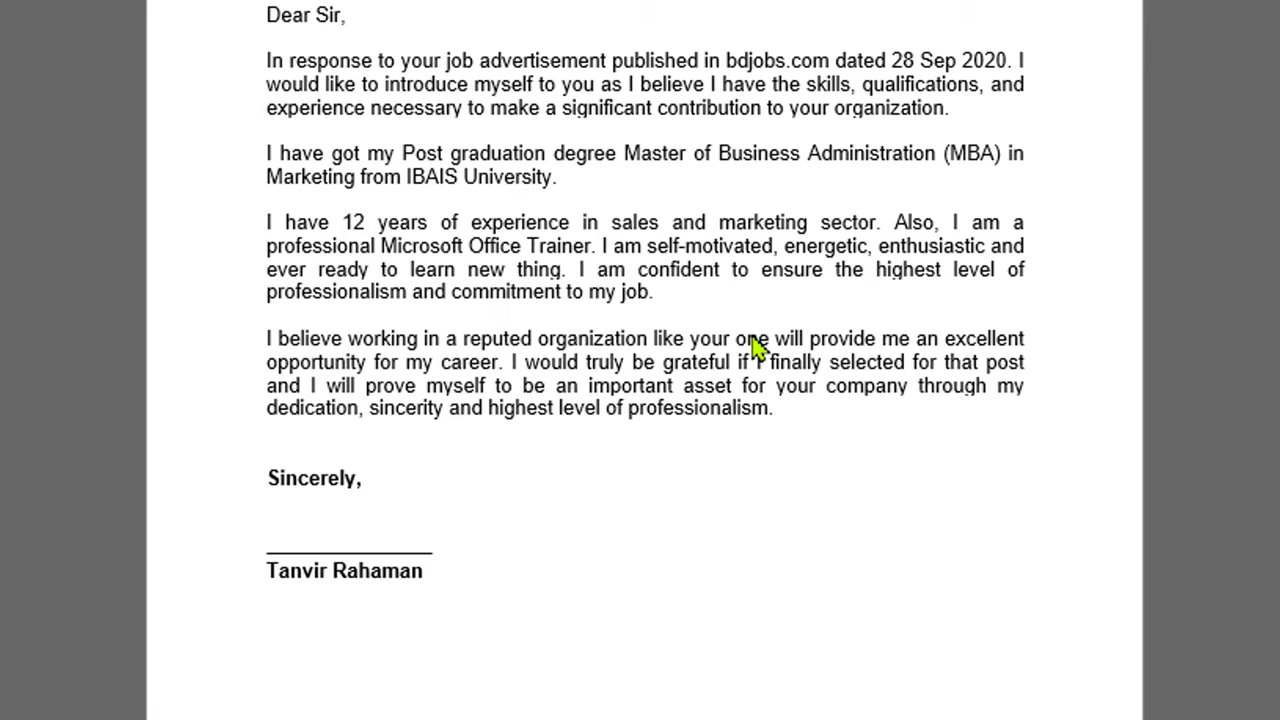 Dear Sir,
In response to your job advertisement published in bdjobs.com dated 28 Sep 2020. I
would like to introduce myself to you as I believe I have the skills, qualifications, and
experience necessary to make a significant contribution to your organization.
I have got my Post graduation degree Master of Business Administration (MBA) in
Marketing from IBAIS University.
I have 12 years of experience in sales and marketing sector. Also, I am a
professional Microsoft Office Trainer. I am self-motivated, energetic, enthusiastic and
ever ready to learn new thing. I am confident to ensure the highest level of
professionalism and commitment to my job.
I believe working in a reputed organization like your one will provide me an excellent
opportunity for my career. I would truly be grateful if I finally selected for that post
and I will prove myself to be an important asset for your company through my
dedication, sincerity and highest level of professionalism.
Sincerely,
Tanvir Rahaman